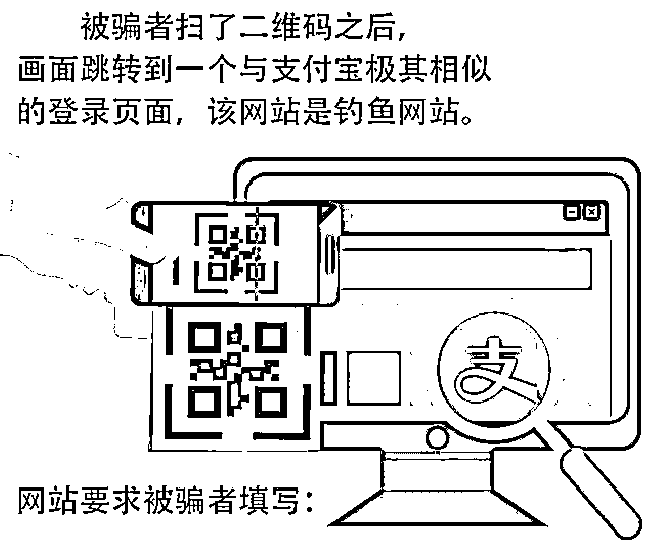 被骗者扫了二维码之后，
画面跳转到一个与支付宝极其相似
的登录页面，该网站是钓鱼网站。
支
网站要求被骗者填写：